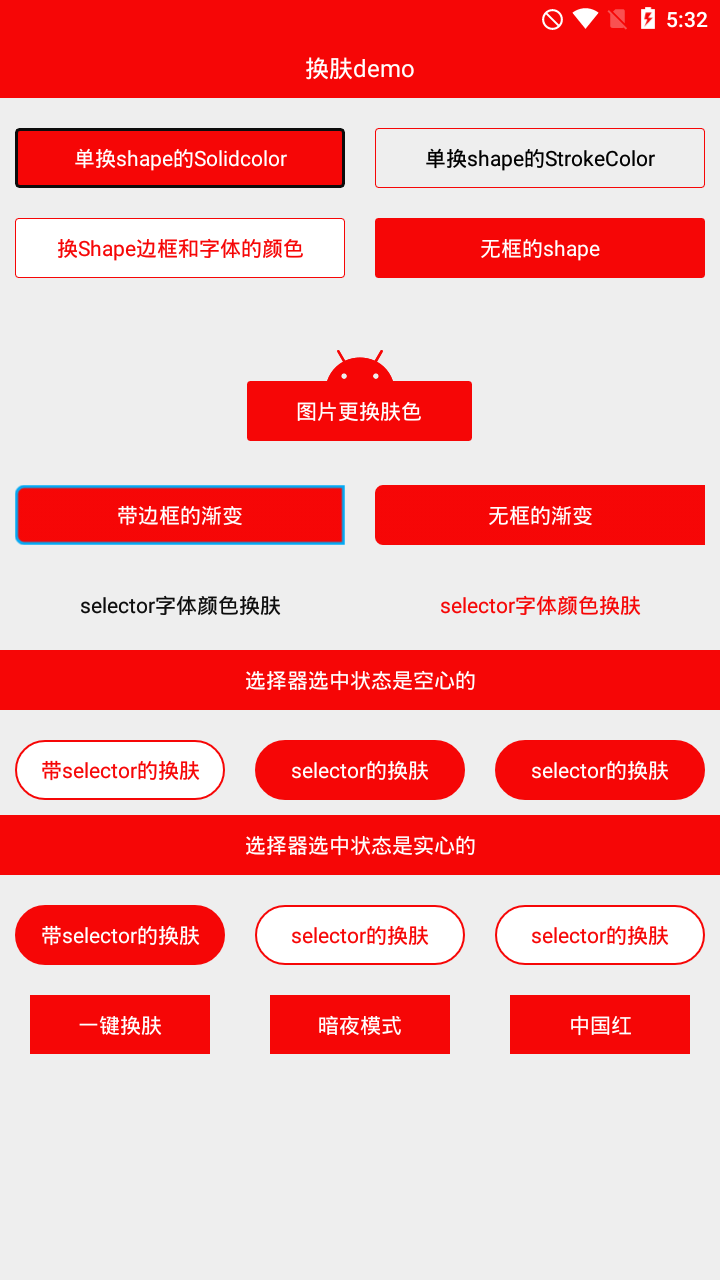 5:32
换肤demo
单换shape的Solidcolor
单换shape的StrokeColor
换Shape边框和字体的颜色
无框的shape
图片更换肤色
带边框的渐变
无框的渐变
selector字体颜色换肤
selector字体颜色换肤
选择器选中状态是空心的
带selector的换肤
selector的换肤
selector的换肤
选择器选中状态是实心的
带selector的换肤
selector的换肤
selector的换肤
一键换肤
暗夜模式
中国红